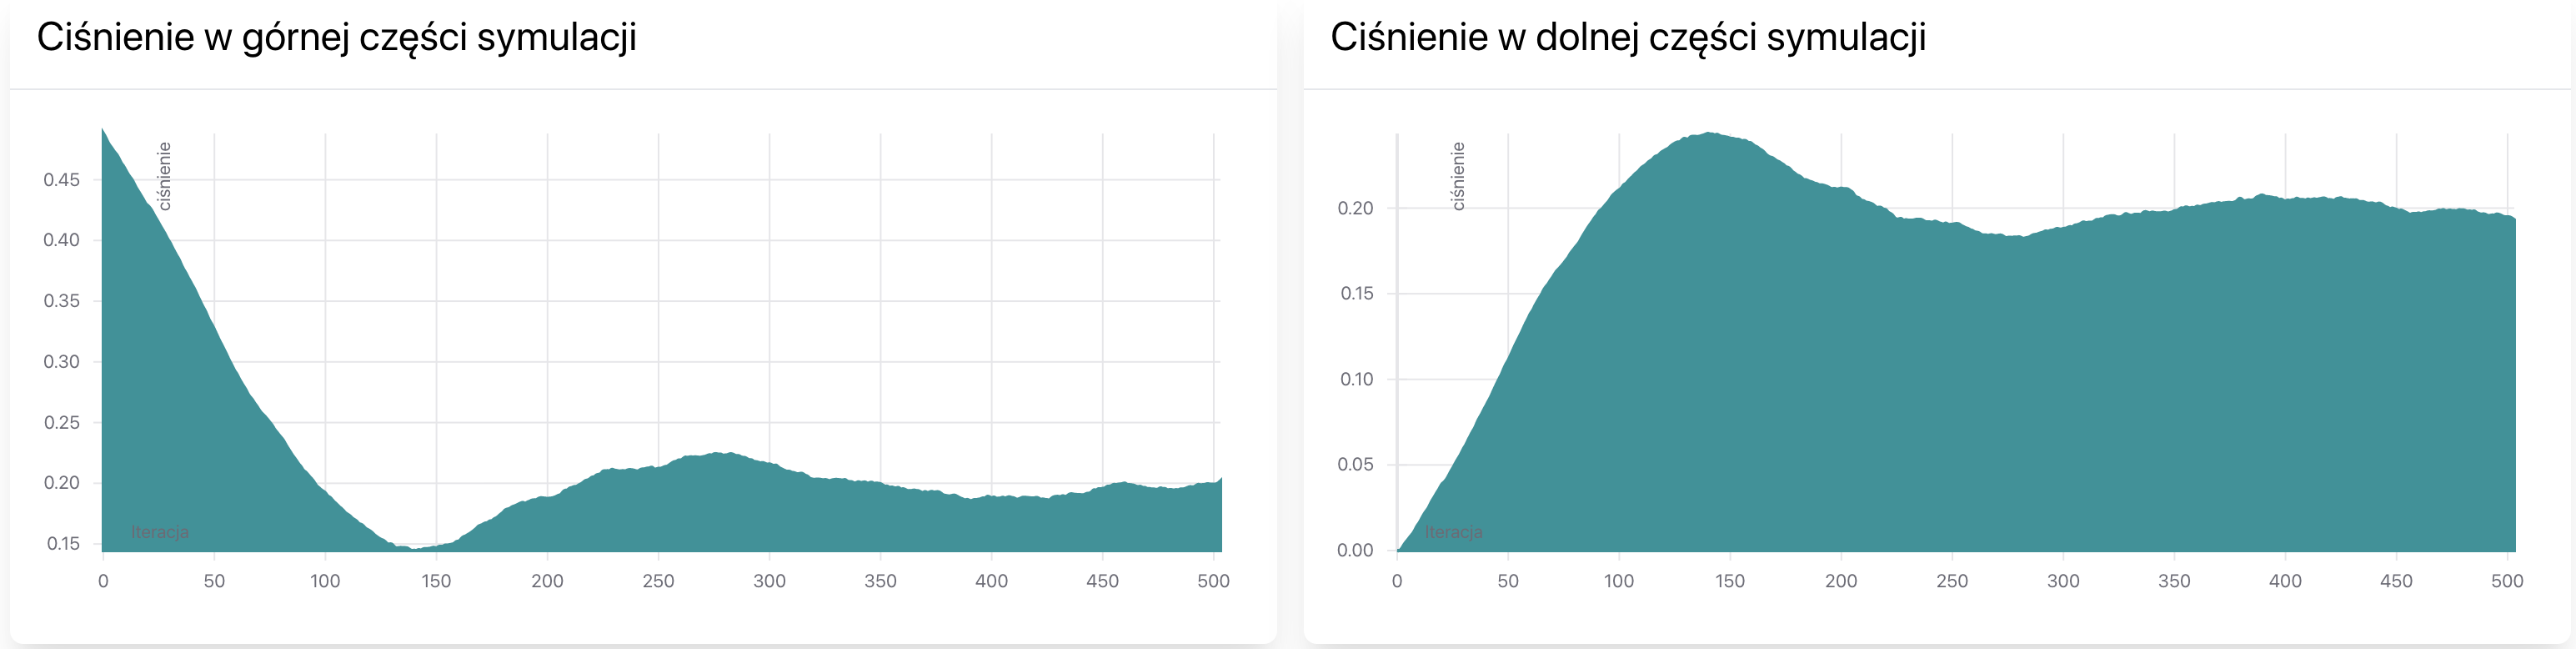 Ciśnienie w górnej części symulacji
ciśnienie
0.45
0.40
0.35
0.30
0.25
0.20
0.15
Iteracja
0 50 100 150 200 250 300 350 400 450 500
Ciśnienie w dolnej części symulacji
ciśnienie
0.20
0.15
0.10
0.05
0.00
Iteracja
0 50 100 150 200 250 300 350 400 450 500